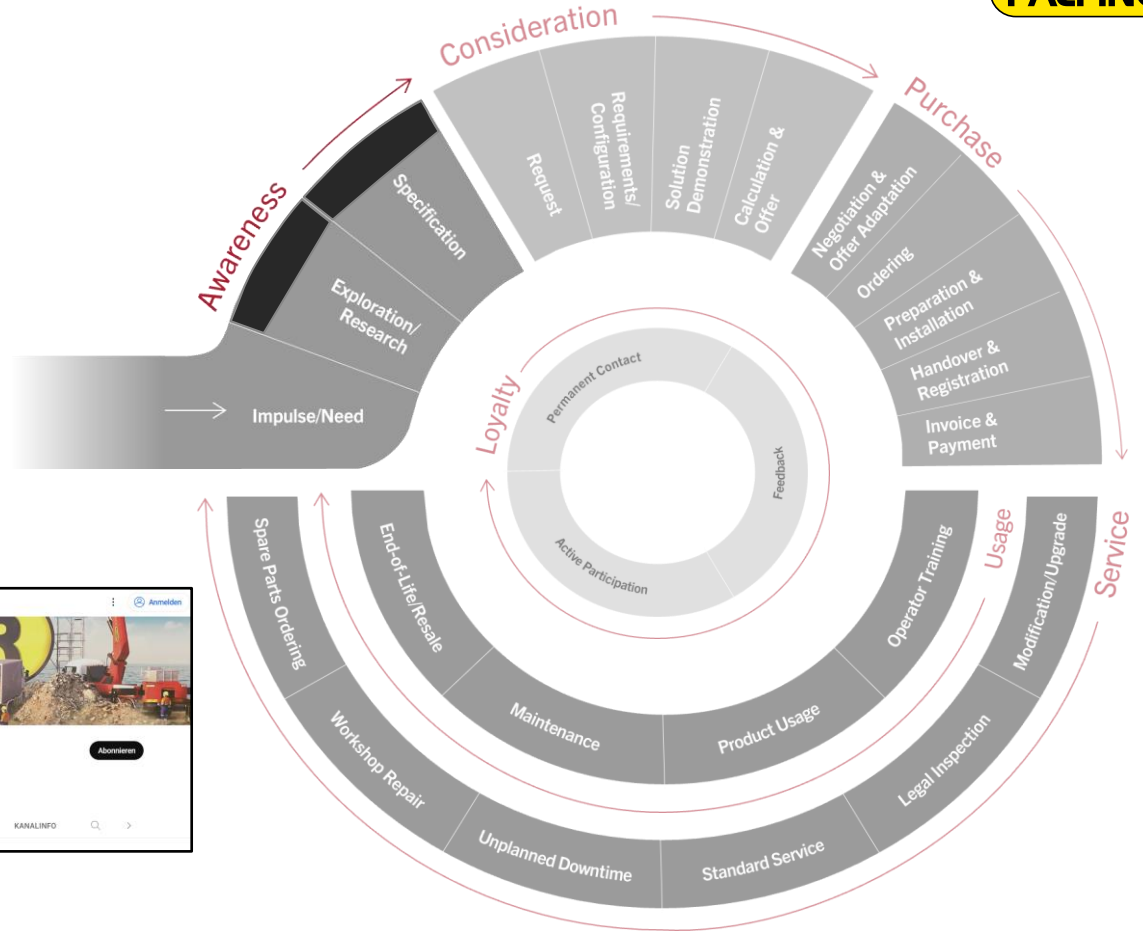 Consideration
Purchase
Awareness
Request
Requirements/
Configuration
Solution
Demonstration
Calculation &
Offer
Negotiation &
Offer Adaptation
Ordering
Preparation &
Installation
Handover &
Registration
Invoice &
Payment
Specification
Exploration/
Research
Impulse/Need
Loyalty
Permanent Contact
Feedback
Active Participation
Usage
Service
End-of-Life/Resale
Maintenance
Product Usage
Operator Training
Spare Parts Ordering
Workshop Repair
Unplanned Downtime
Standard Service
Legal Inspection
Modification/Upgrade
Anmelden
Abonnieren
KANALINFO